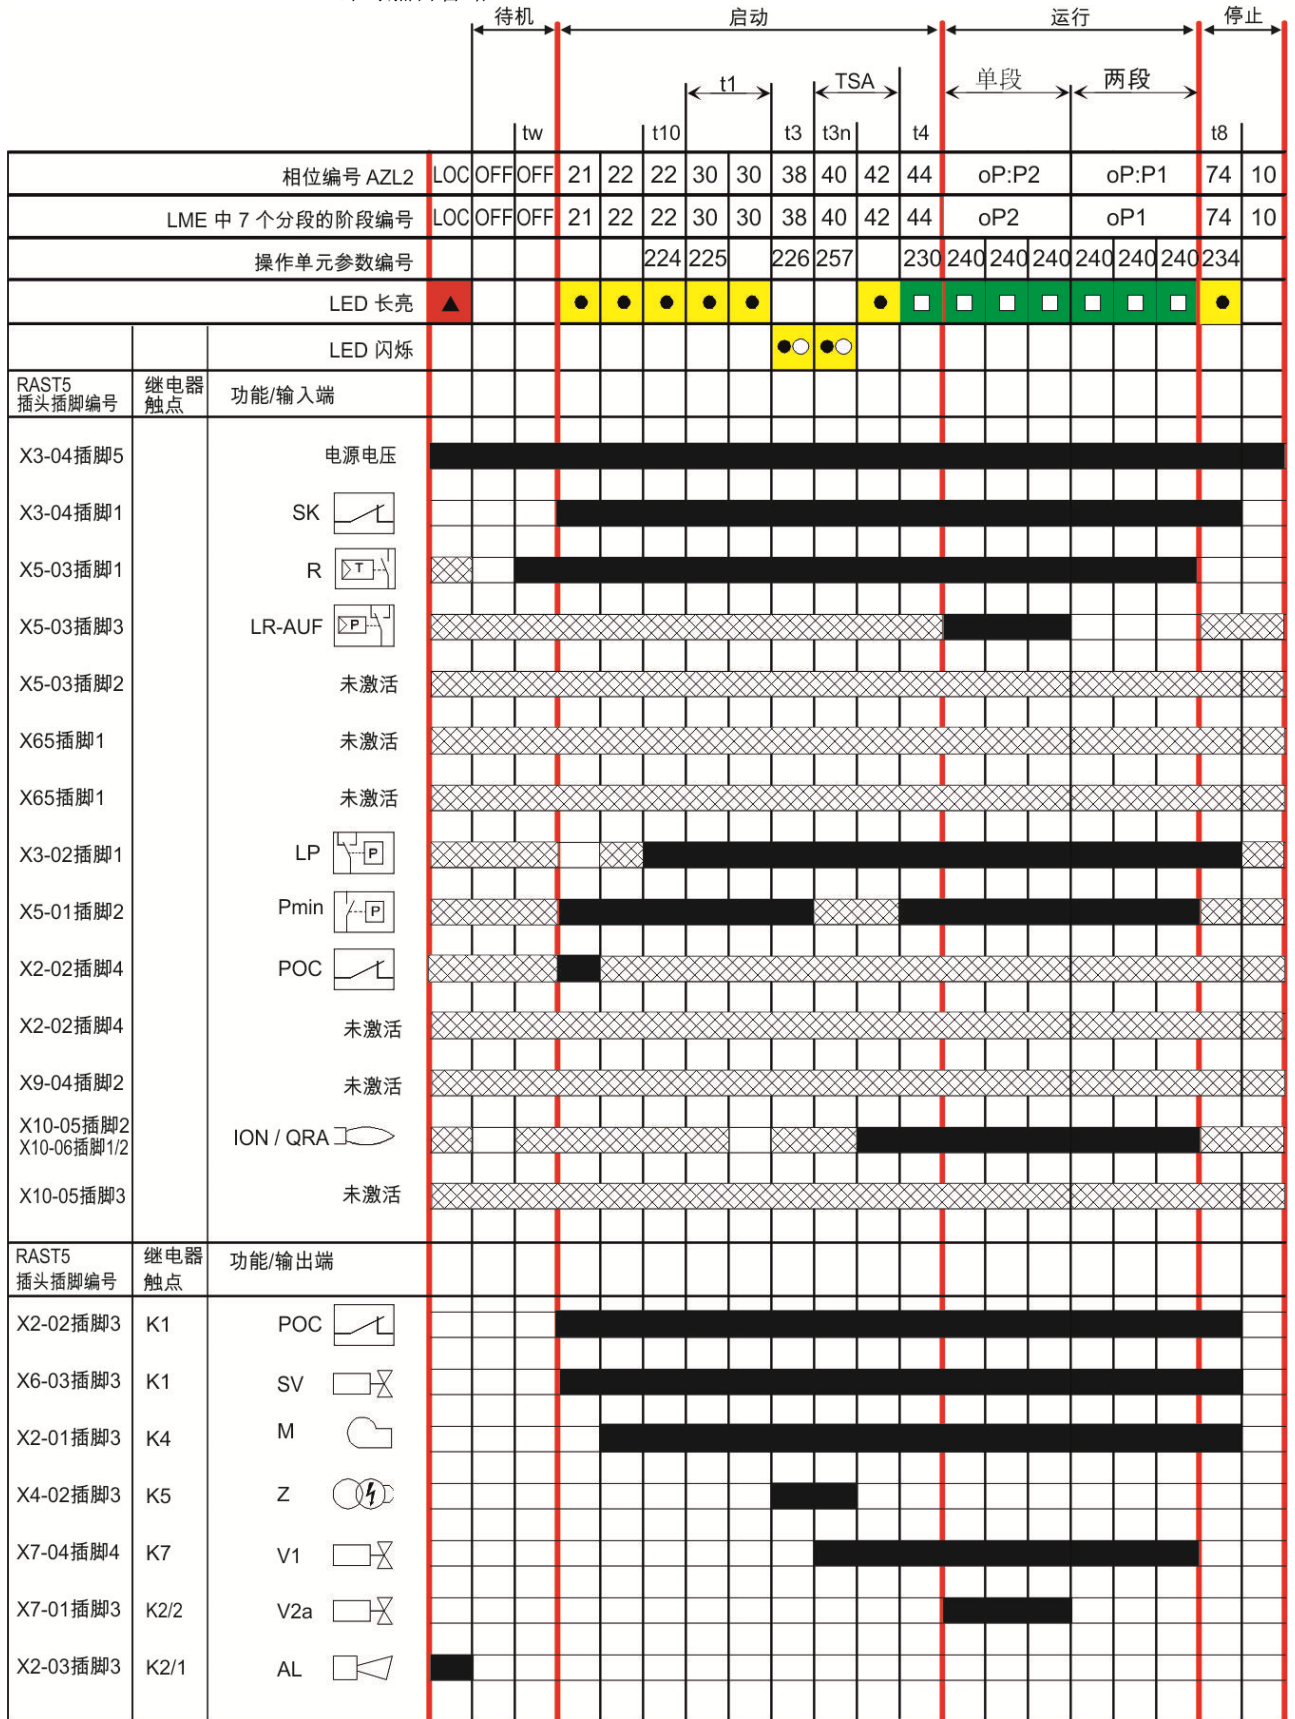 待机 启动 运行 停止
t1 TSA 单段 两段
tw t10 t3 t3n t4 t8
相位编号 AZL2 LOC OFF OFF 21 22 22 30 30 38 40 42 44 oP:P2 oP:P1 74 10
LME 中 7 个分段的阶段编号 LOC OFF OFF 21 22 22 30 30 38 40 42 44 oP2 oP1 74 10
操作单元参数编号 224 225 226 257 230 240 240 240 240 240 240 234
LED 长亮
LED 闪烁
RAST5 继电器 功能/输入端
插头插脚编号 触点
X3-04插脚5 电源电压
X3-04插脚1 SK
X5-03插脚1 R T
X5-03插脚3 LR-AUF P
X5-03插脚2 未激活
X65插脚1 未激活
X65插脚1 未激活
X3-02插脚1 LP P
X5-01插脚2 Pmin P
X2-02插脚4 POC
X2-02插脚4 未激活
X9-04插脚2 未激活
X10-05插脚2 ION / QRA
X10-06插脚1/2
X10-05插脚3 未激活
RAST5 继电器 功能/输出端
插头插脚编号 触点
X2-02插脚3 K1 POC
X6-03插脚3 K1 SV
X2-01插脚3 K4 M
X4-02插脚3 K5 Z
X7-04插脚4 K7 V1
X7-01插脚3 K2/2 V2a
X2-03插脚3 K2/1 AL